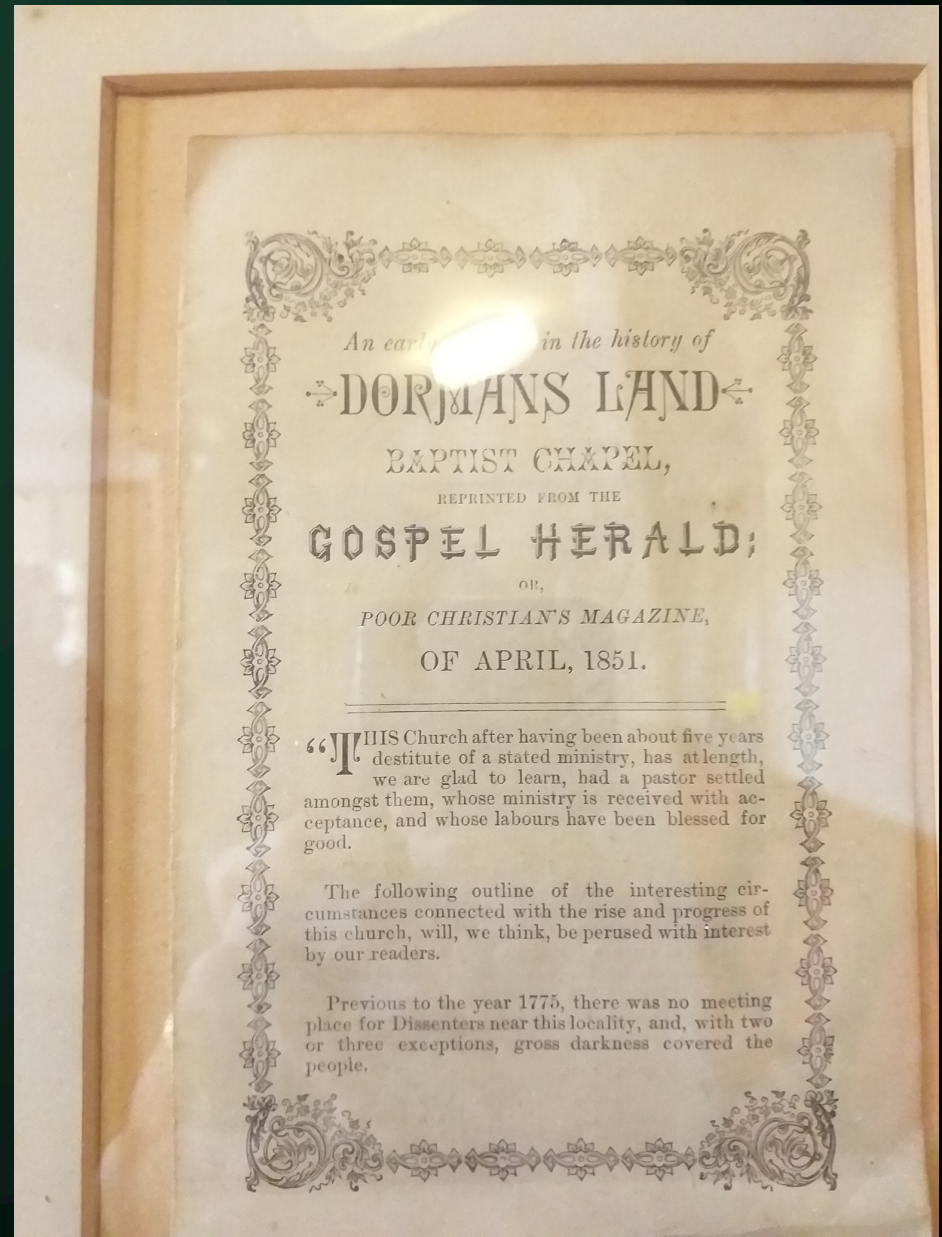 An early in the history of
DORMANS LAND
BAPTIST CHAPEL,
REPRINTED FROM THE
GOSPEL HERALD;
OR,
POOR CHRISTIAN'S MAGAZINE,
OF APRIL, 1851.
“THIS Church after having been about five years
destitute of a stated ministry, has at length,
we are glad to learn, had a pastor settled
amongst them, whose ministry is received with ac-
ceptance, and whose labours have been blessed for
good.
The following outline of the interesting cir-
cumstances connected with the rise and progress of
this church, will, we think, be perused with interest
by our readers.
Previous to the year 1775, there was no meeting
place for Dissenters near this locality, and, with two
or three exceptions, gross darkness covered the
people.